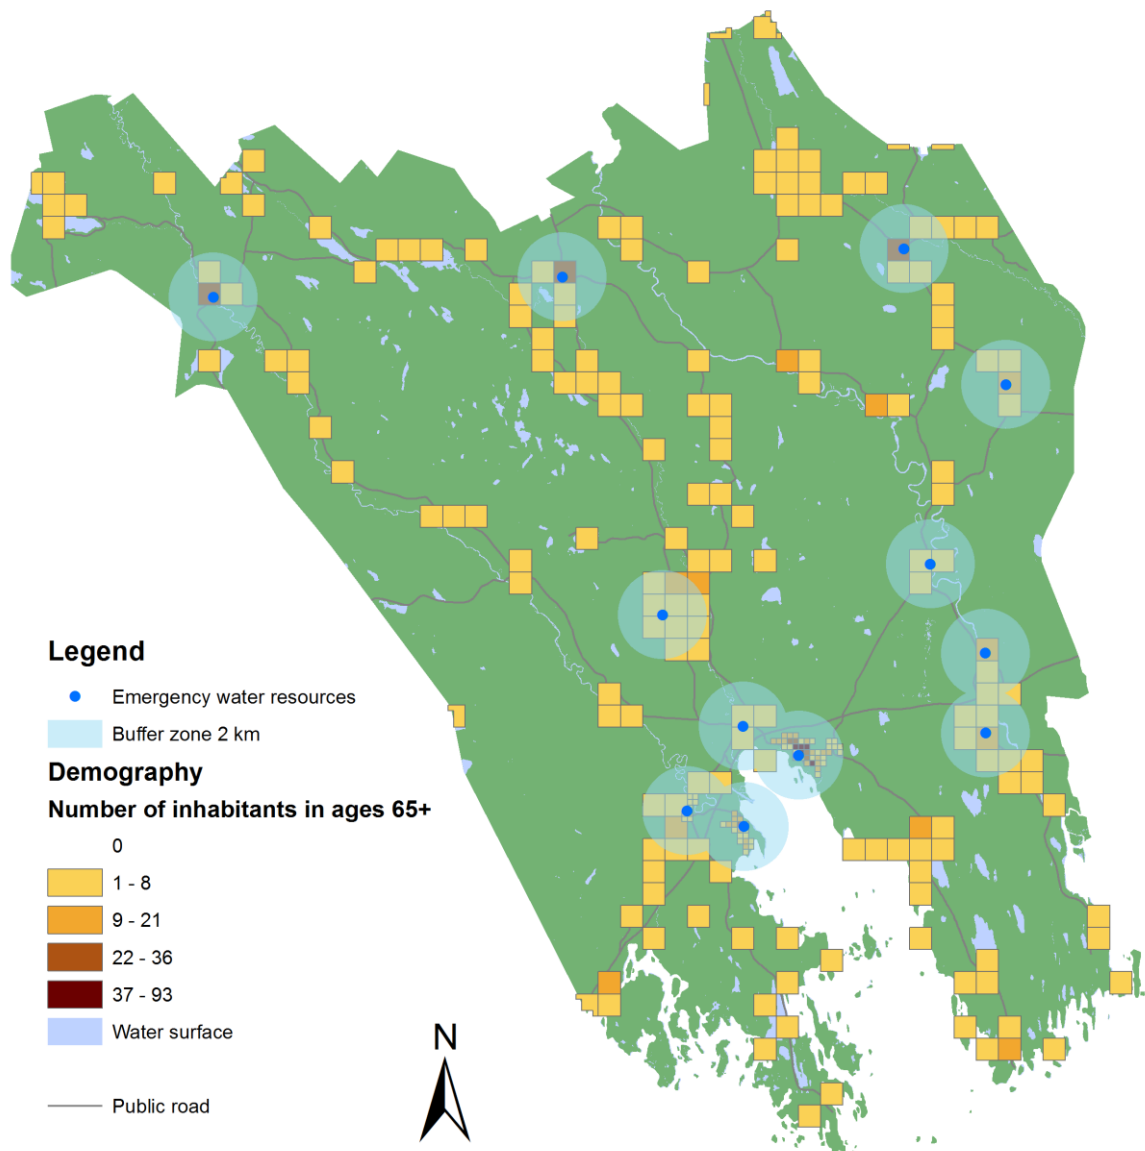 Legend
Emergency water resources
Buffer zone 2 km
Demography
Number of inhabitants in ages 65+
0
1 - 8
9 - 21
22 - 36
37 - 93
Water surface
Public road
N